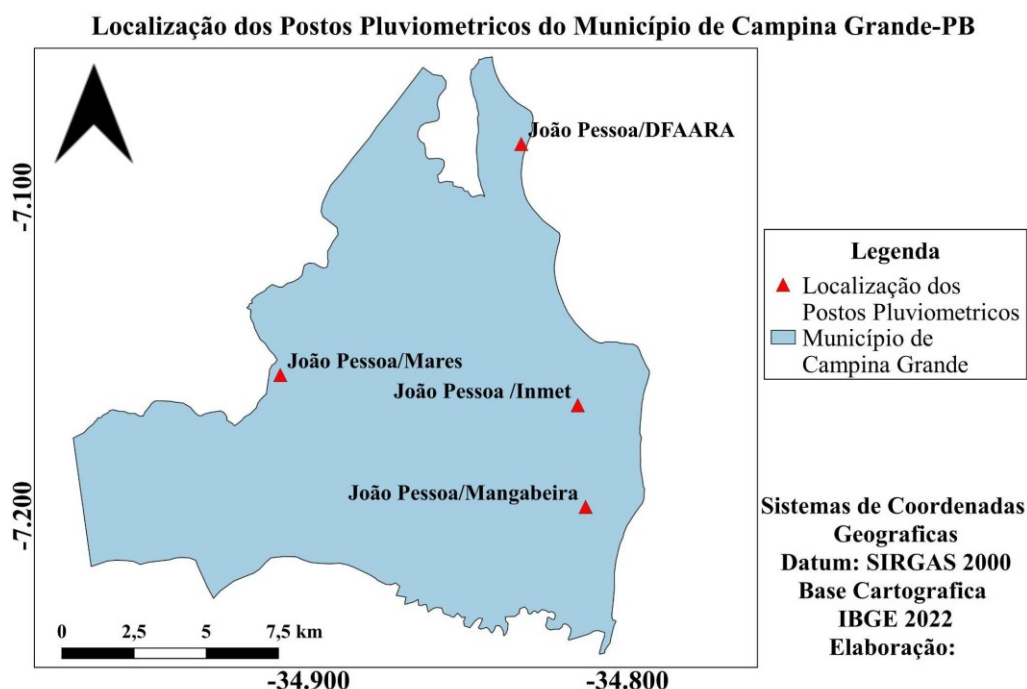 Localização dos Postos Pluviometricos do Município de Campina Grande-PB
João Pessoa/DFAARA
-7.100
João Pessoa/Mares
João Pessoa /Inmet
João Pessoa/Mangabeira
-7.200
0 2,5 5 7,5 km
-34.900 -34.800
Legenda
Localização dos
Postos Pluviometricos
Município de
Campina Grande
Sistemas de Coordenadas
Geograficas
Datum: SIRGAS 2000
Base Cartografica
IBGE 2022
Elaboração: